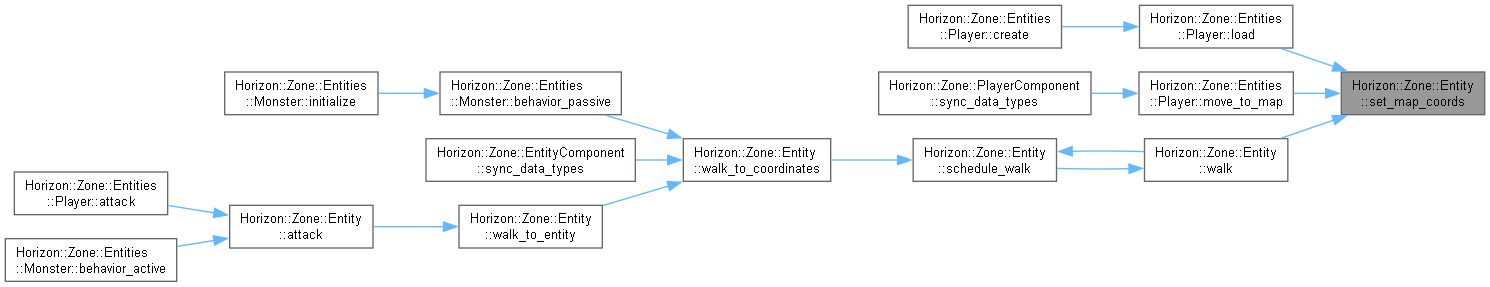 Horizon::Zone::Entities
::Player::create
Horizon::Zone::Entities
::Player::load
Horizon::Zone::Entities
::Monster::initialize
Horizon::Zone::Entities
::Monster::behavior_passive
Horizon::Zone::PlayerComponent
::sync_data_types
Horizon::Zone::Entities
::Player::move_to_map
Horizon::Zone::Entity
::set_map_coords
Horizon::Zone::EntityComponent
::sync_data_types
Horizon::Zone::Entity
::walk_to_coordinates
Horizon::Zone::Entity
::schedule_walk
Horizon::Zone::Entity
::walk
Horizon::Zone::Entities
::Player::attack
Horizon::Zone::Entity
::attack
Horizon::Zone::Entity
::walk_to_entity
Horizon::Zone::Entities
::Monster::behavior_active